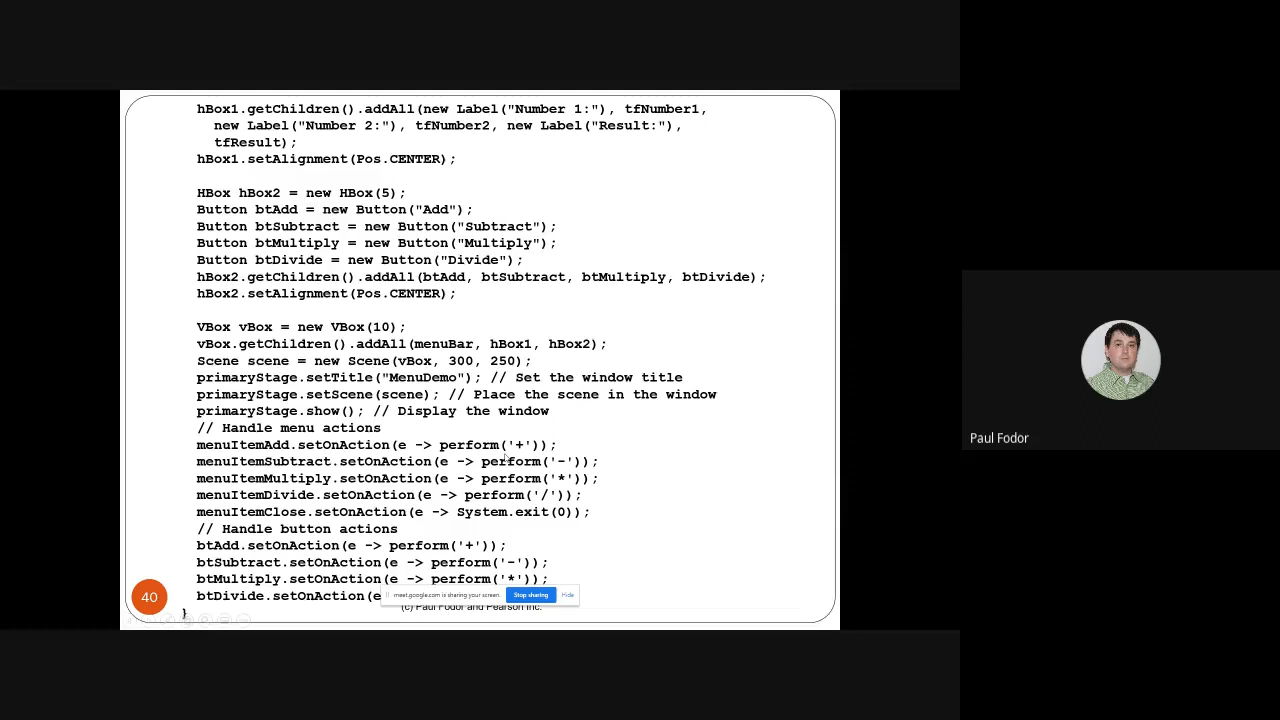 hBox1.getChildren().addAll(new Label("Number 1:"), tfNumber1,
new Label("Number 2:"), tfNumber2, new Label("Result:"),
tfResult);
hBox1.setAlignment(Pos.CENTER);
HBox hBox2 = new HBox(5);
Button btAdd = new Button("Add");
Button btSubtract = new Button("Subtract");
Button btMultiply = new Button("Multiply");
Button btDivide = new Button("Divide");
hBox2.getChildren().addAll(btAdd, btSubtract, btMultiply, btDivide);
hBox2.setAlignment(Pos.CENTER);
VBox vBox = new VBox(10);
vBox.getChildren().addAll(menuBar, hBox1, hBox2);
Scene scene = new Scene(vBox, 300, 250);
primaryStage.setTitle("MenuDemo"); // Set the window title
primaryStage.setScene(scene); // Place the scene in the window
primaryStage.show(); // Display the window
// Handle menu actions
menuItemAdd.setOnAction(e -> perform('+'));
menuItemSubtract.setOnAction(e -> perform('-'));
menuItemMultiply.setOnAction(e -> perform('*'));
menuItemDivide.setOnAction(e -> perform('/'));
menuItemClose.setOnAction(e -> System.exit(0));
// Handle button actions
btAdd.setOnAction(e -> perform('+'));
btSubtract.setOnAction(e -> perform('-'));
btMultiply.setOnAction(e -> perform('*'));
btDivide.setOnAction(e
}
40
meet.google.com is sharing your screen.
Stop sharing
Hide
(c) Paul Fodor and Pearson Inc.
Paul Fodor